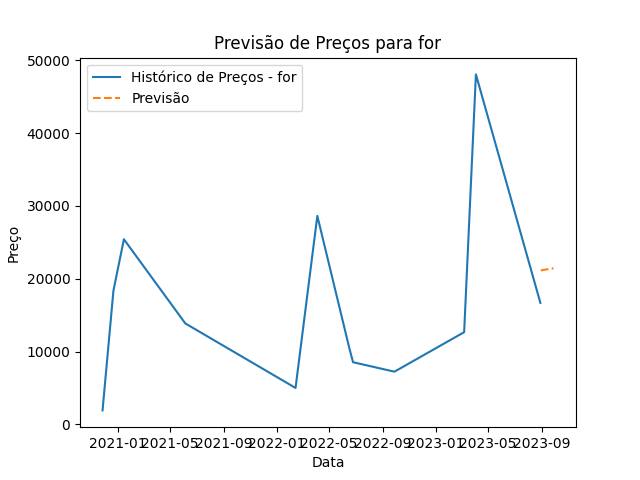 Previsão de Preços para for
Histórico de Preços - for
Previsão
Preço
50000
40000
30000
20000
10000
0
2021-01 2021-05 2021-09 2022-01 2022-05 2022-09 2023-01 2023-05 2023-09
Data